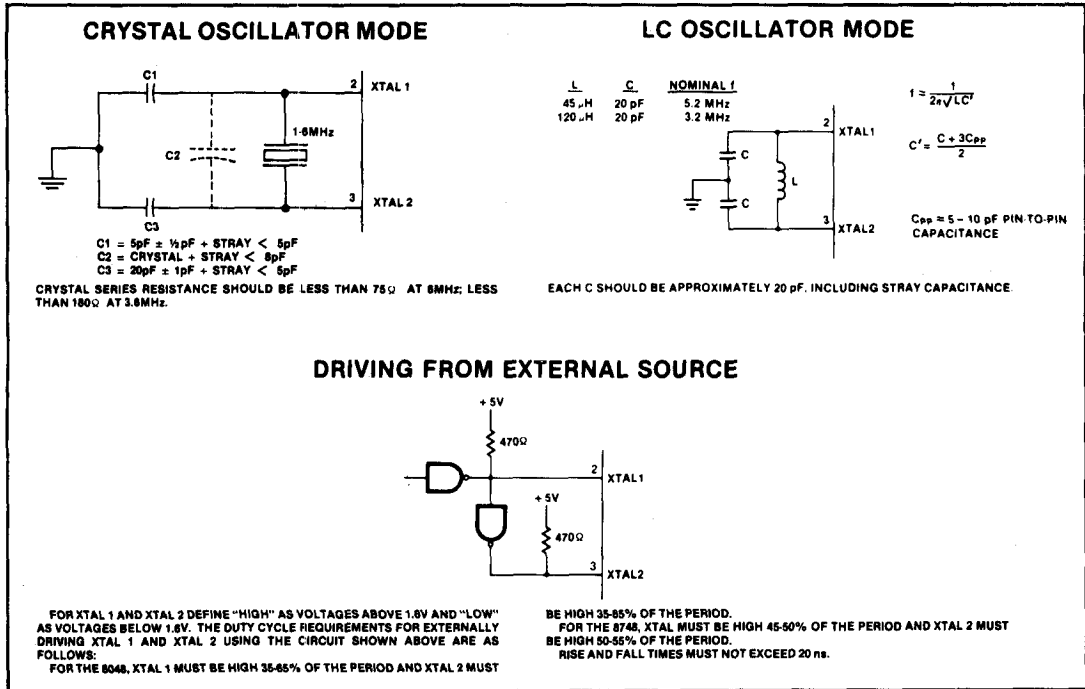 CRYSTAL OSCILLATOR MODE
C1
2 XTAL 1
1-6MHz
C2
3 XTAL 2
C3
C1 = 5pF ± ½pF + STRAY < 5pF
C2 = CRYSTAL + STRAY < 8pF
C3 = 20pF ± 1pF + STRAY < 5pF
CRYSTAL SERIES RESISTANCE SHOULD BE LESS THAN 75Ω AT 6MHz; LESS
THAN 180Ω AT 3.6MHz.
LC OSCILLATOR MODE
L C NOMINAL f
45 µH 20 pF 5.2 MHz
120 µH 20 pF 3.2 MHz
f = 1 / 2π√LC'
C' = C + 3Cpp / 2
2
XTAL1
C
L
C
3
XTAL2
Cpp ≈ 5 - 10 pF PIN-TO-PIN
CAPACITANCE
EACH C SHOULD BE APPROXIMATELY 20 pF, INCLUDING STRAY CAPACITANCE.
DRIVING FROM EXTERNAL SOURCE
+ 5V
470Ω
2
XTAL1
+ 5V
470Ω
3
XTAL2
FOR XTAL 1 AND XTAL 2 DEFINE "HIGH" AS VOLTAGES ABOVE 1.6V AND "LOW"
AS VOLTAGES BELOW 1.6V. THE DUTY CYCLE REQUIREMENTS FOR EXTERNALLY
DRIVING XTAL 1 AND XTAL 2 USING THE CIRCUIT SHOWN ABOVE ARE AS
FOLLOWS:
FOR THE 8048, XTAL 1 MUST BE HIGH 35-65% OF THE PERIOD AND XTAL 2 MUST
BE HIGH 35-65% OF THE PERIOD.
FOR THE 8748, XTAL MUST BE HIGH 45-50% OF THE PERIOD AND XTAL 2 MUST
BE HIGH 50-55% OF THE PERIOD.
RISE AND FALL TIMES MUST NOT EXCEED 20 ns.